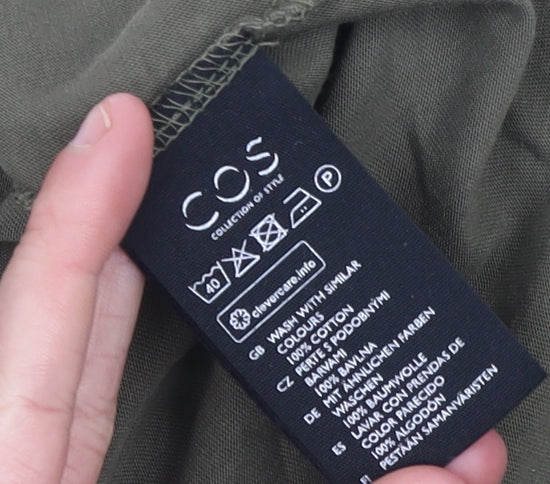 COS
COLLECTION OF STYLE
40 P
clevercare.info
GB WASH WITH SIMILAR
COLOURS
100% COTTON
CZ PERTE S PODOBNÝMI
BARVAMI
100% BAVLNA
DE MIT ÄHNLICHEN FARBEN
WASCHEN
100% BAUMWOLLE
ES LAVAR CON PRENDAS DE
COLOR PARECIDO
100% ALGODÓN
FI PESTÄÄN SAMANVÄRISTEN